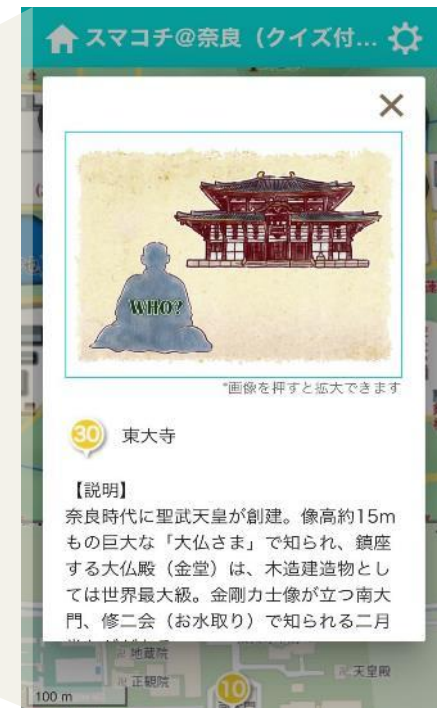 スマコチ@奈良（クイズ付...
WHO?
*画像を押すと拡大できます
30 東大寺
【説明】
奈良時代に聖武天皇が創建。像高約15m
もの巨大な「大仏さま」で知られ、鎮座
する大仏殿（金堂）は、木造建造物とし
ては世界最大級。金剛力士像が立つ南大
門、修二会（お水取り）で知られる二月
地蔵院
正観院
天皇殿
10
100 m